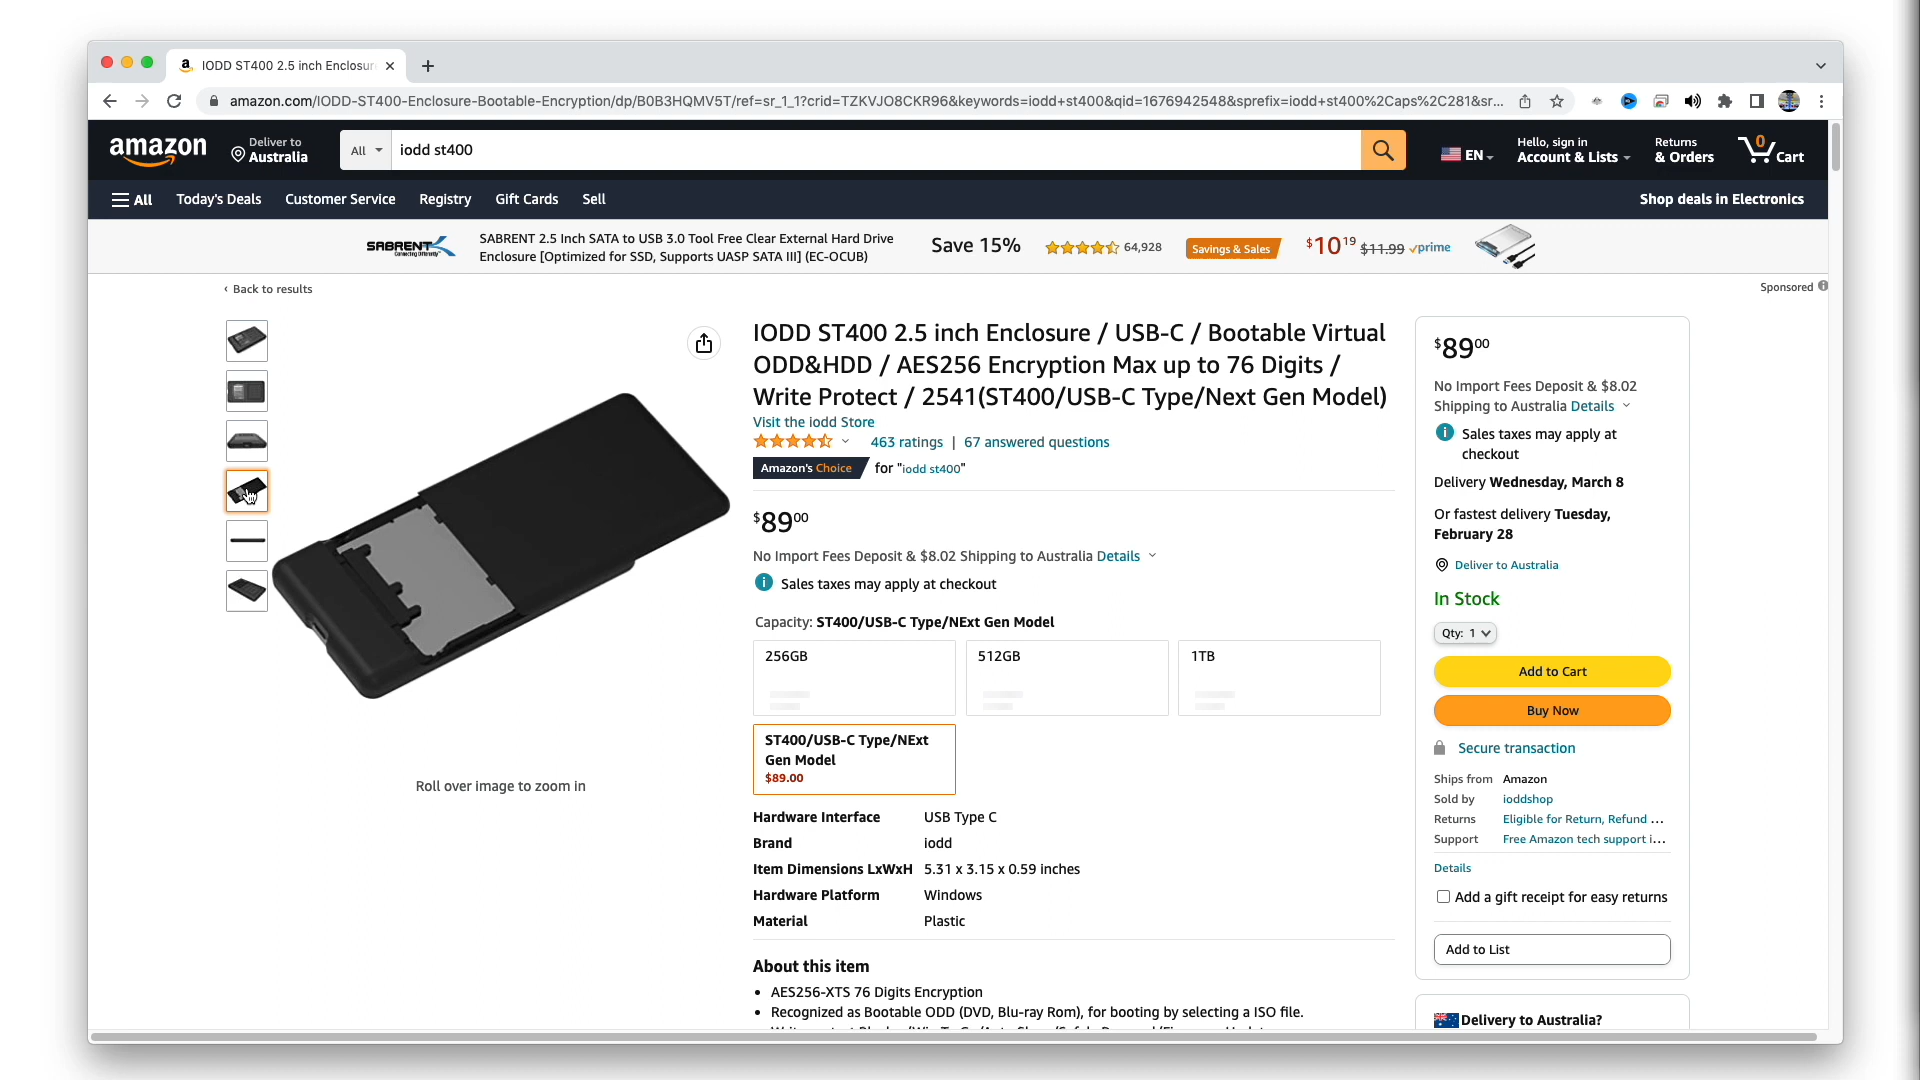 IODD ST400 2.5 inch Enclosur
amazon.com/IODD-ST400-Enclosure-Bootable-Encryption/dp/B0B3HQMV5T/ref=sr_1_1?crid=TZKVJO8CKR96&keywords=iodd+st400&qid=1676942548&sprefix=iodd+st400%2Caps%2C281&sr...
amazon
Deliver to
Australia
All
iodd st400
EN
Hello, sign in
Account & Lists
Returns
& Orders
0
Cart
All
Today's Deals
Customer Service
Registry
Gift Cards
Sell
Shop deals in Electronics
SABRENT
Connecting Differently™
SABRENT 2.5 Inch SATA to USB 3.0 Tool Free Clear External Hard Drive
Enclosure [Optimized for SSD, Supports UASP SATA III] (EC-OCUB)
Save 15%
64,928
Savings & Sales
$10 19 $11.99 prime
‹ Back to results
Sponsored
IODD ST400 2.5 inch Enclosure / USB-C / Bootable Virtual
ODD&HDD / AES256 Encryption Max up to 76 Digits /
Write Protect / 2541(ST400/USB-C Type/Next Gen Model)
Visit the iodd Store
463 ratings | 67 answered questions
Amazon's Choice for "iodd st400"
$89 00
No Import Fees Deposit & $8.02 Shipping to Australia Details
Sales taxes may apply at checkout
Capacity: ST400/USB-C Type/NExt Gen Model
256GB
512GB
1TB
ST400/USB-C Type/NExt
Gen Model
$89.00
Roll over image to zoom in
Hardware Interface USB Type C
Brand iodd
Item Dimensions LxWxH 5.31 x 3.15 x 0.59 inches
Hardware Platform Windows
Material Plastic
About this item
• AES256-XTS 76 Digits Encryption
• Recognized as Bootable ODD (DVD, Blu-ray Rom), for booting by selecting a ISO file.
$89 00
No Import Fees Deposit & $8.02
Shipping to Australia Details
Sales taxes may apply at
checkout
Delivery Wednesday, March 8
Or fastest delivery Tuesday,
February 28
Deliver to Australia
In Stock
Qty: 1
Add to Cart
Buy Now
Secure transaction
Ships from Amazon
Sold by ioddshop
Returns Eligible for Return, Refund ...
Support Free Amazon tech support i...
Details
Add a gift receipt for easy returns
Add to List
Delivery to Australia?